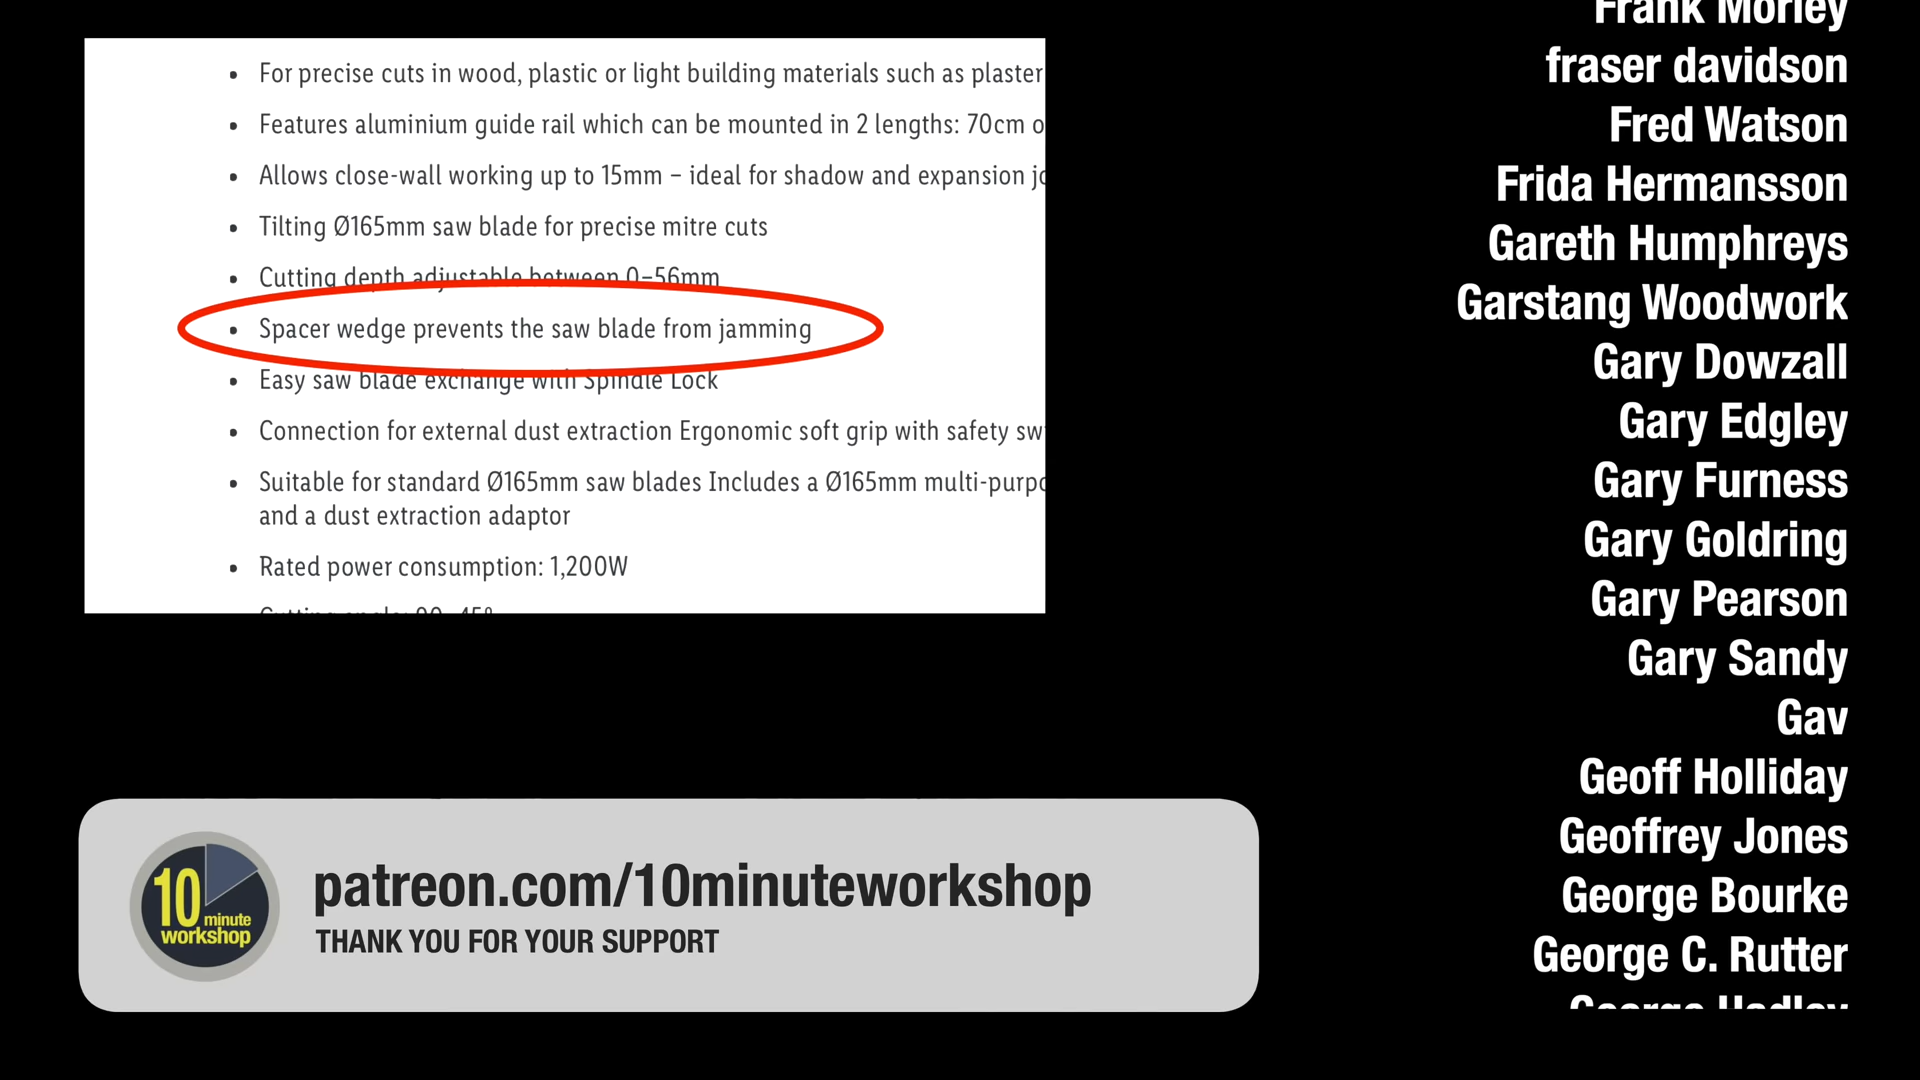 For precise cuts in wood, plastic or light building materials such as plaster
Features aluminium guide rail which can be mounted in 2 lengths: 70cm o
Allows close-wall working up to 15mm – ideal for shadow and expansion jo
Tilting Ø165mm saw blade for precise mitre cuts
Cutting depth adjustable between 0–56mm
Spacer wedge prevents the saw blade from jamming
Easy saw blade exchange with Spindle Lock
Connection for external dust extraction Ergonomic soft grip with safety sw
Suitable for standard Ø165mm saw blades Includes a Ø165mm multi-purpo
and a dust extraction adaptor
Rated power consumption: 1,200W
Frank Morley
fraser davidson
Fred Watson
Frida Hermansson
Gareth Humphreys
Garstang Woodwork
Gary Dowzall
Gary Edgley
Gary Furness
Gary Goldring
Gary Pearson
Gary Sandy
Gav
Geoff Holliday
Geoffrey Jones
George Bourke
George C. Rutter
George Hadley
10
minute
workshop
patreon.com/10minuteworkshop
THANK YOU FOR YOUR SUPPORT